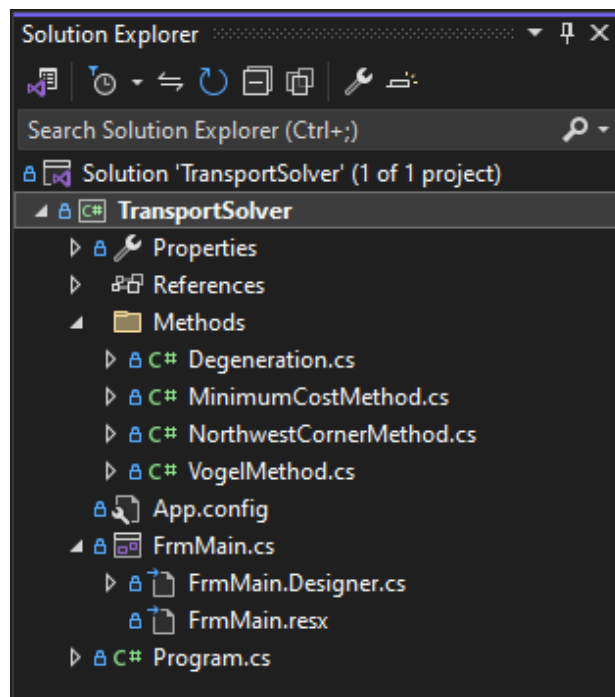 Solution Explorer
Search Solution Explorer (Ctrl+;)
Solution 'TransportSolver' (1 of 1 project)
C# TransportSolver
Properties
References
Methods
C# Degeneration.cs
C# MinimumCostMethod.cs
C# NorthwestCornerMethod.cs
C# VogelMethod.cs
App.config
FrmMain.cs
FrmMain.Designer.cs
FrmMain.resx
C# Program.cs